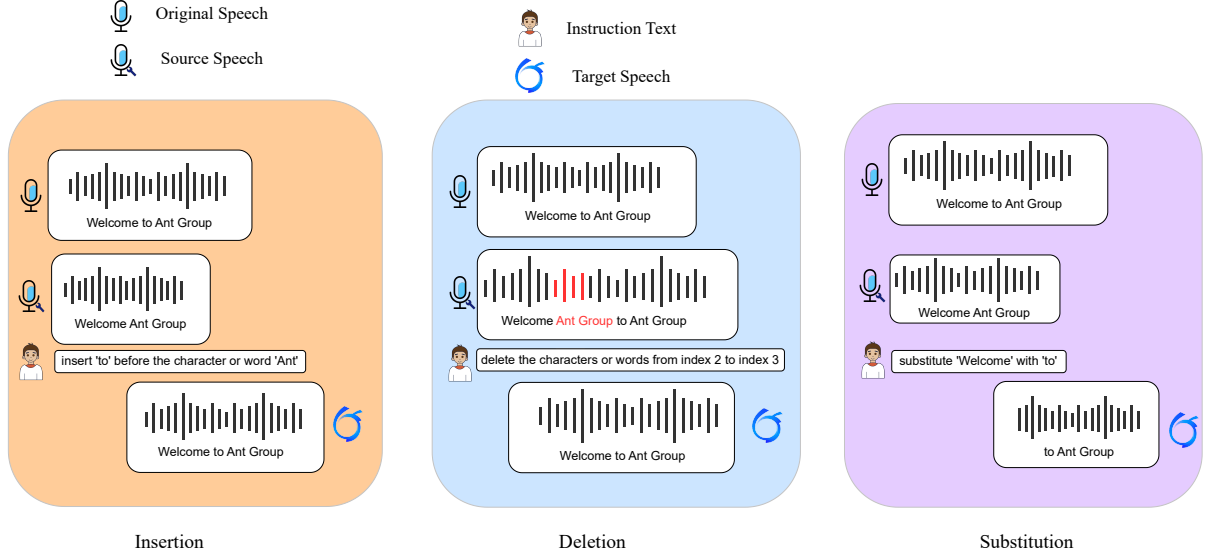 Original Speech
Source Speech
Instruction Text
Target Speech
Welcome to Ant Group
Welcome Ant Group
insert 'to' before the character or word 'Ant'
Welcome to Ant Group
Insertion
Welcome to Ant Group
Welcome Ant Group to Ant Group
delete the characters or words from index 2 to index 3
Welcome to Ant Group
Deletion
Welcome to Ant Group
Welcome Ant Group
substitute 'Welcome' with 'to'
to Ant Group
Substitution